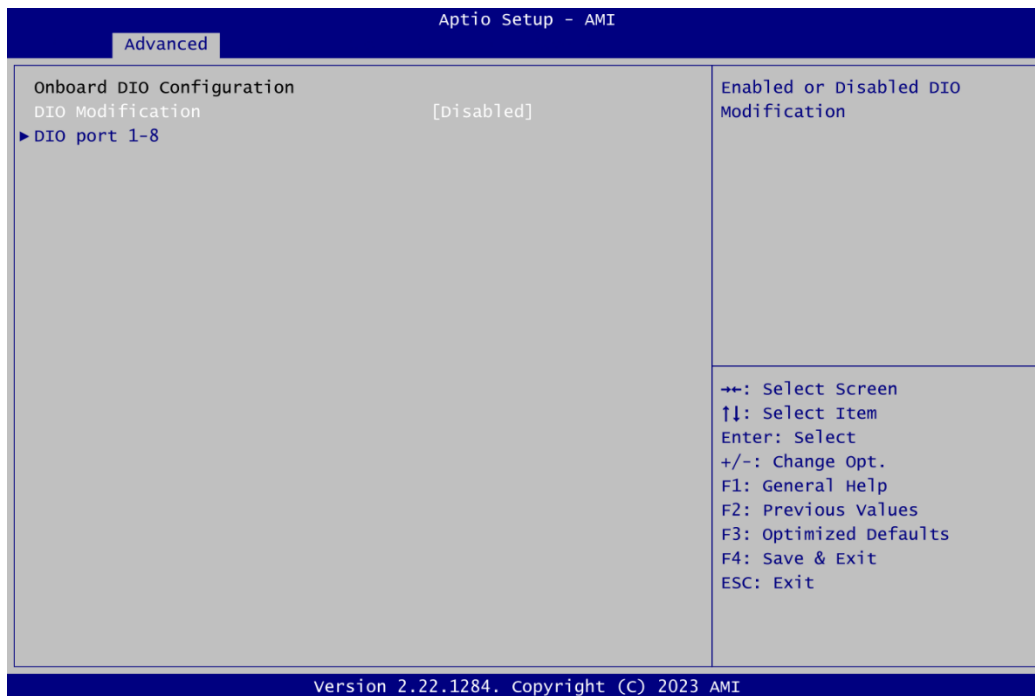 Aptio Setup - AMI
Advanced
Onboard DIO Configuration
DIO Modification [Disabled]
►DIO port 1-8
Enabled or Disabled DIO
Modification
→←: Select Screen
↑↓: Select Item
Enter: Select
+/-: Change Opt.
F1: General Help
F2: Previous Values
F3: Optimized Defaults
F4: Save & Exit
ESC: Exit
Version 2.22.1284. Copyright (C) 2023 AMI